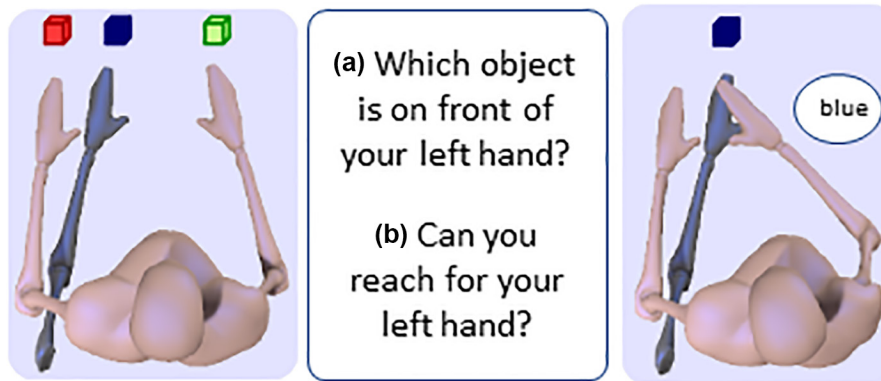 (a) Which object
is on front of
your left hand?
(b) Can you
reach for your
left hand?
blue